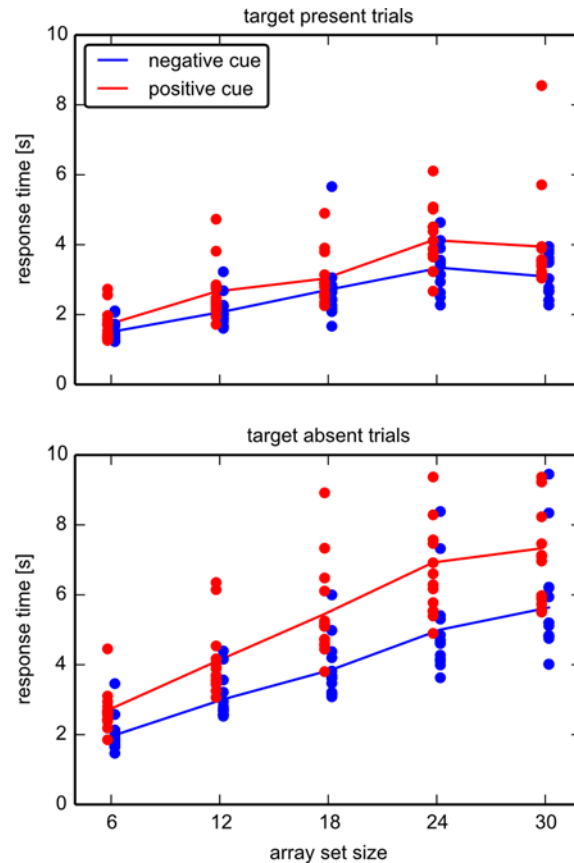 target present trials
10
8
6
4
2
0
response time [s]
negative cue
positive cue
target absent trials
10
8
6
4
2
0
response time [s]
6 12 18 24 30
array set size